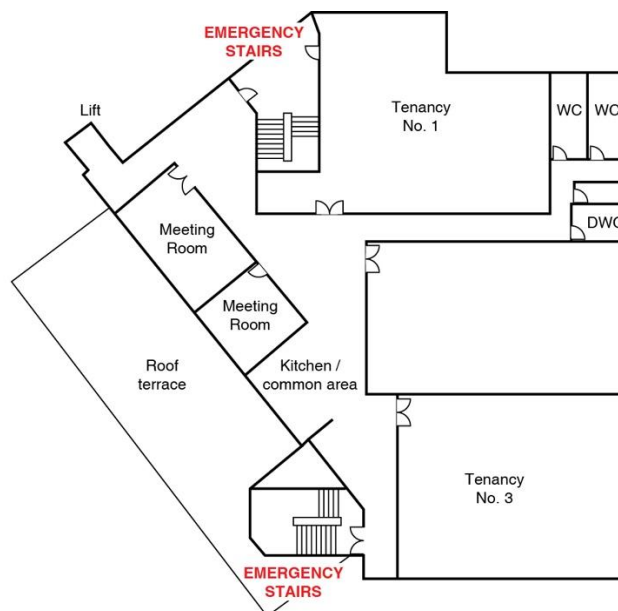 EMERGENCY
STAIRS
Lift
Tenancy
No. 1
WC
WC
DWC
Meeting
Room
Meeting
Room
Roof
terrace
Kitchen /
common area
Tenancy
No. 3
EMERGENCY
STAIRS